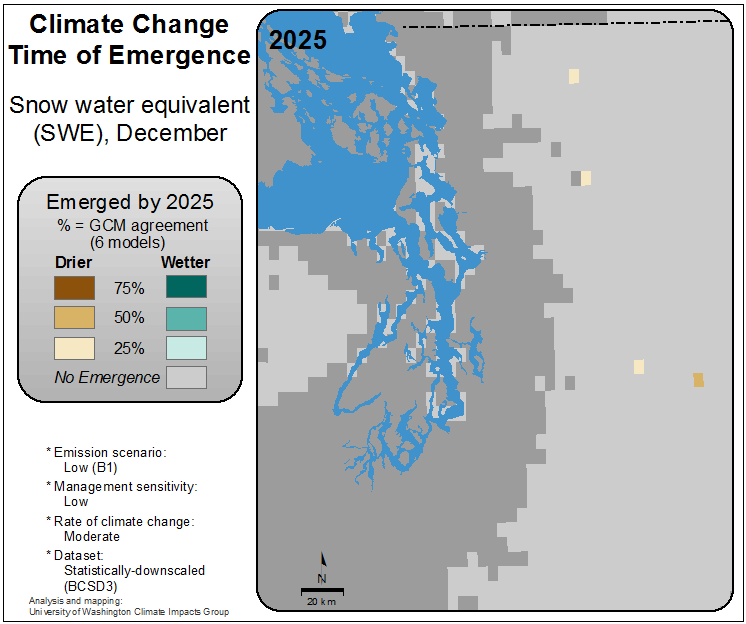 Climate Change
Time of Emergence
Snow water equivalent
(SWE), December
Emerged by 2025
% = GCM agreement
(6 models)
Drier Wetter
75%
50%
25%
No Emergence
* Emission scenario:
Low (B1)
* Management sensitivity:
Low
* Rate of climate change:
Moderate
* Dataset:
Statistically-downscaled
(BCSD3)
Analysis and mapping:
University of Washington Climate Impacts Group
2025
N
20 km